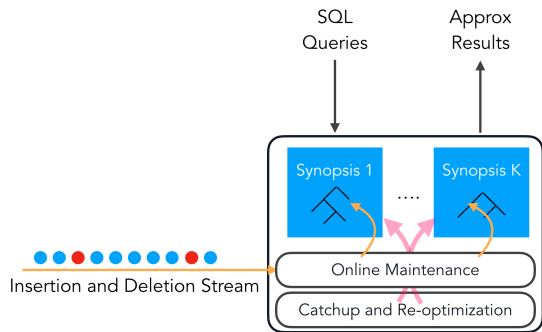 SQL
Queries
Approx
Results
Synopsis 1
....
Synopsis K
Online Maintenance
Insertion and Deletion Stream
Catchup and Re-optimization